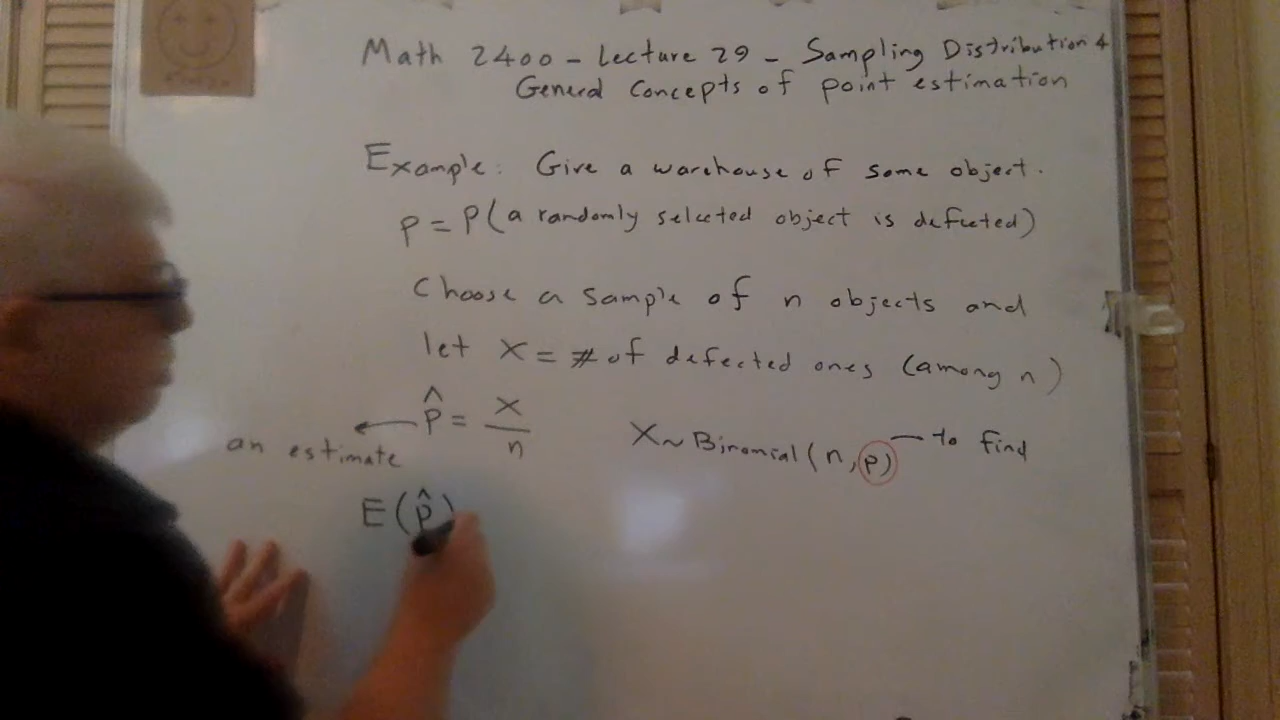 Math 2400 - Lecture 29 - Sampling Distribution &
General Concepts of point estimation
Example: Give a warehouse of some object.
p = P(a randomly selected object is defected)
Choose a sample of n objects and
let X = # of defected ones (among n)
p̂ = X/n X ~ Binomial(n, p) — to find
an estimate
E(p̂)